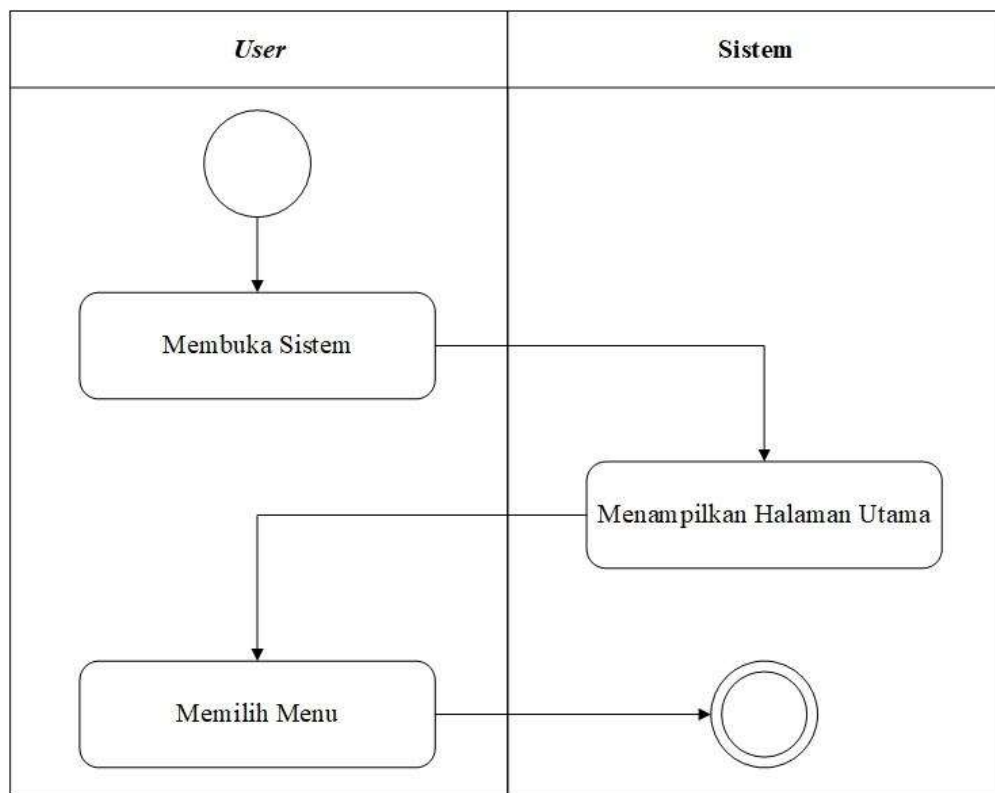 User
Sistem
Membuka Sistem
Menampilkan Halaman Utama
Memilih Menu